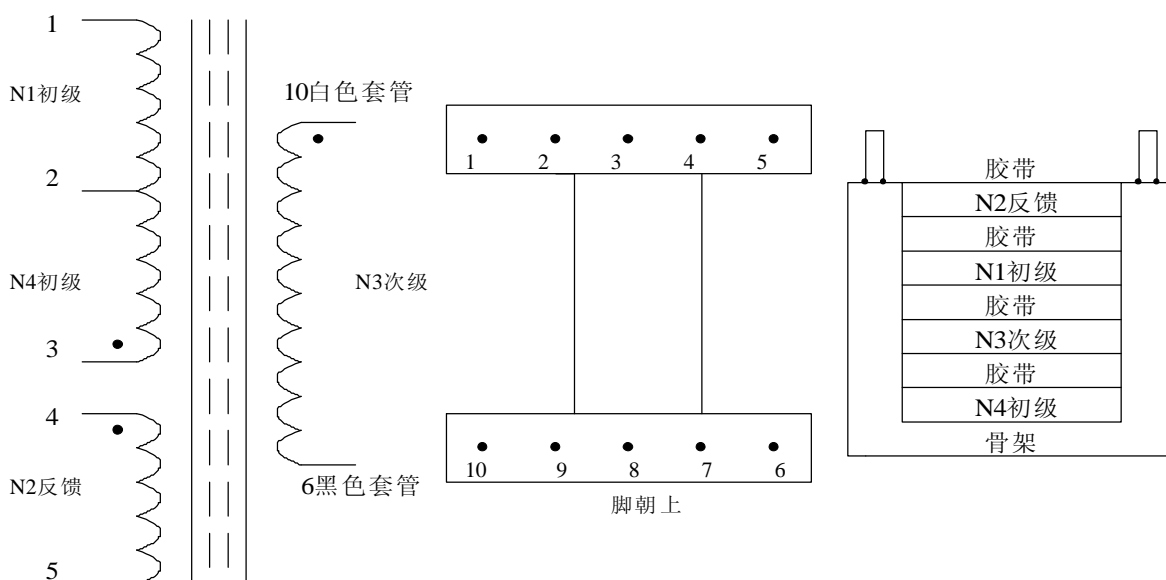 1
N1初级
2
N4初级
3
4
N2反馈
5
10白色套管
N3次级
6黑色套管
1 2 3 4 5
10 9 8 7 6
脚朝上
胶带
N2反馈
胶带
N1初级
胶带
N3次级
胶带
N4初级
骨架